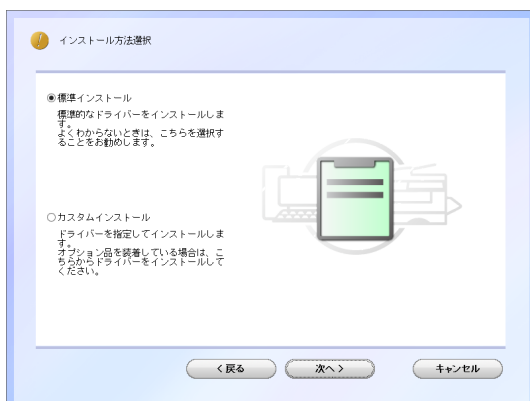 インストール方法選択
標準インストール
標準的なドライバーをインストールしま
す。
よくわからないときは、こちらを選択す
ることをお勧めします。
カスタムインストール
ドライバーを指定してインストールしま
す。
オプション品を装着している場合は、こ
ちらからドライバーをインストールして
ください。
< 戻る
次へ >
キャンセル